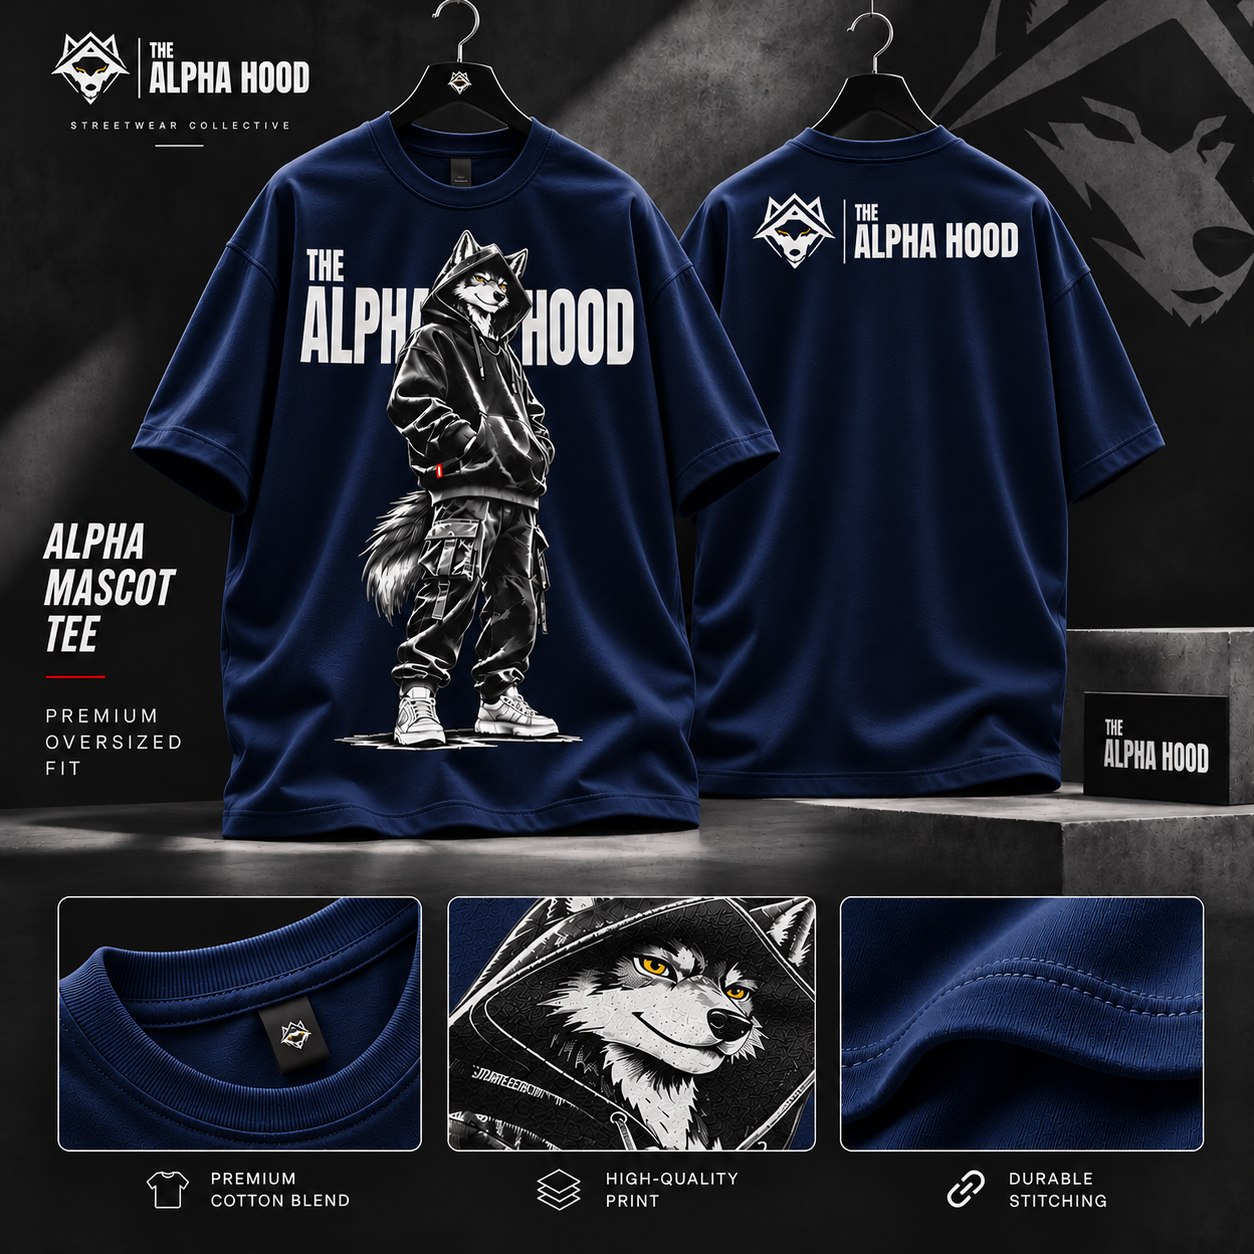 THE
ALPHA HOOD
STREETWEAR COLLECTIVE
THE
ALPHA HOOD
THE
ALPHA HOOD
ALPHA
MASCOT
TEE
PREMIUM
OVERSIZED
FIT
THE
ALPHA HOOD
PREMIUM
COTTON BLEND
HIGH-QUALITY
PRINT
DURABLE
STITCHING